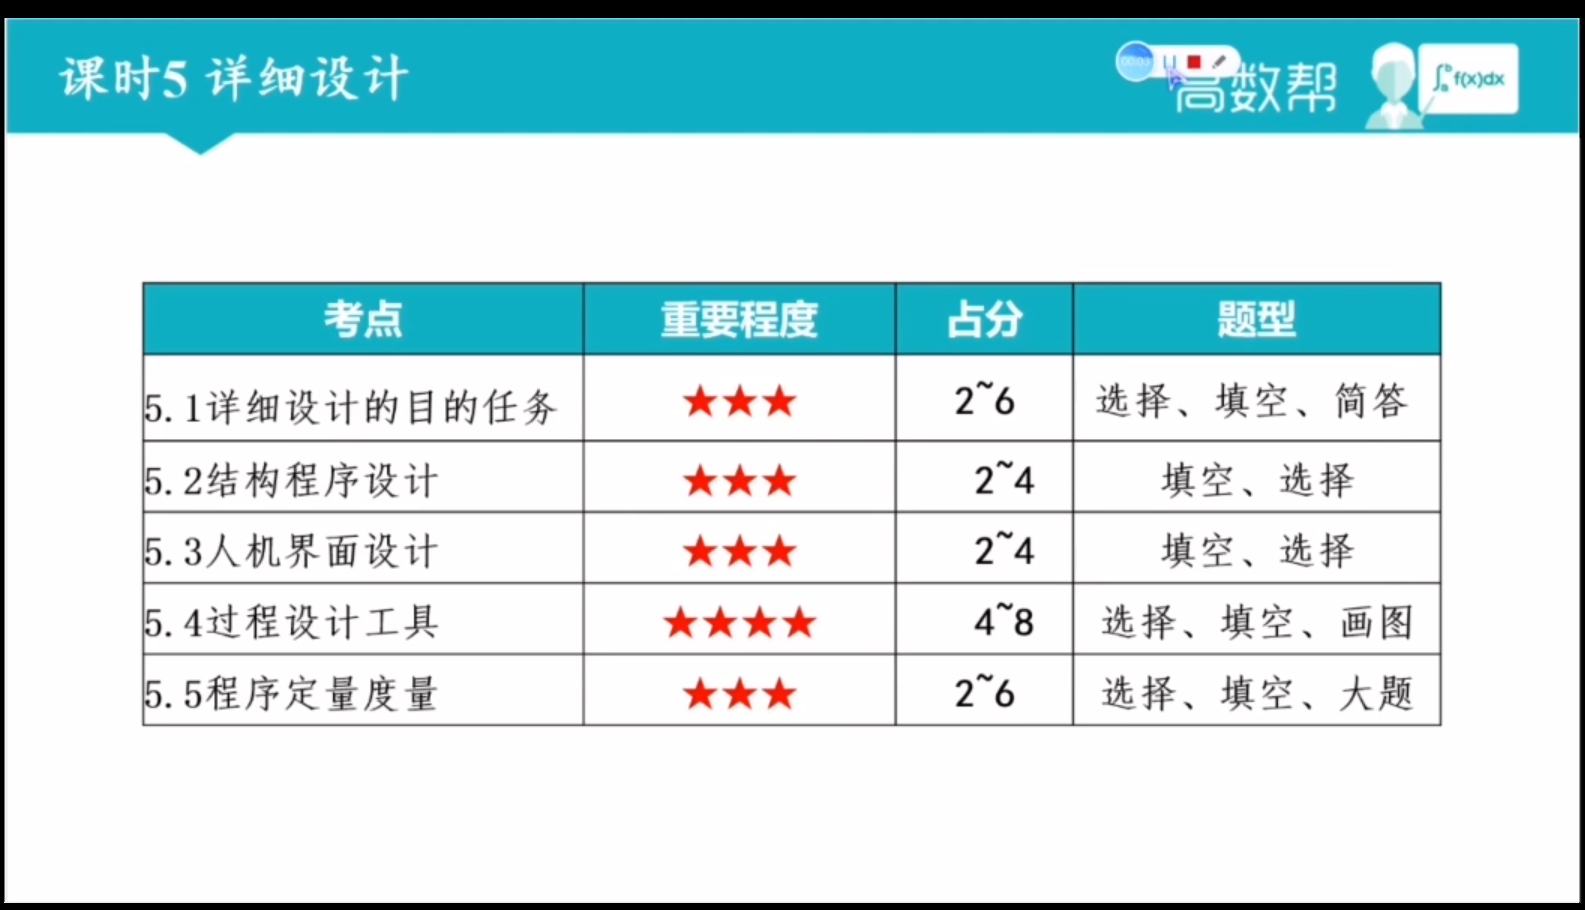 课时5 详细设计
00:03
高数帮
∫ₐᵇf(x)dx
考点 重要程度 占分 题型
5.1详细设计的目的任务 ★★★ 2~6 选择、填空、简答
5.2结构程序设计 ★★★ 2~4 填空、选择
5.3人机界面设计 ★★★ 2~4 填空、选择
5.4过程设计工具 ★★★★ 4~8 选择、填空、画图
5.5程序定量度量 ★★★ 2~6 选择、填空、大题